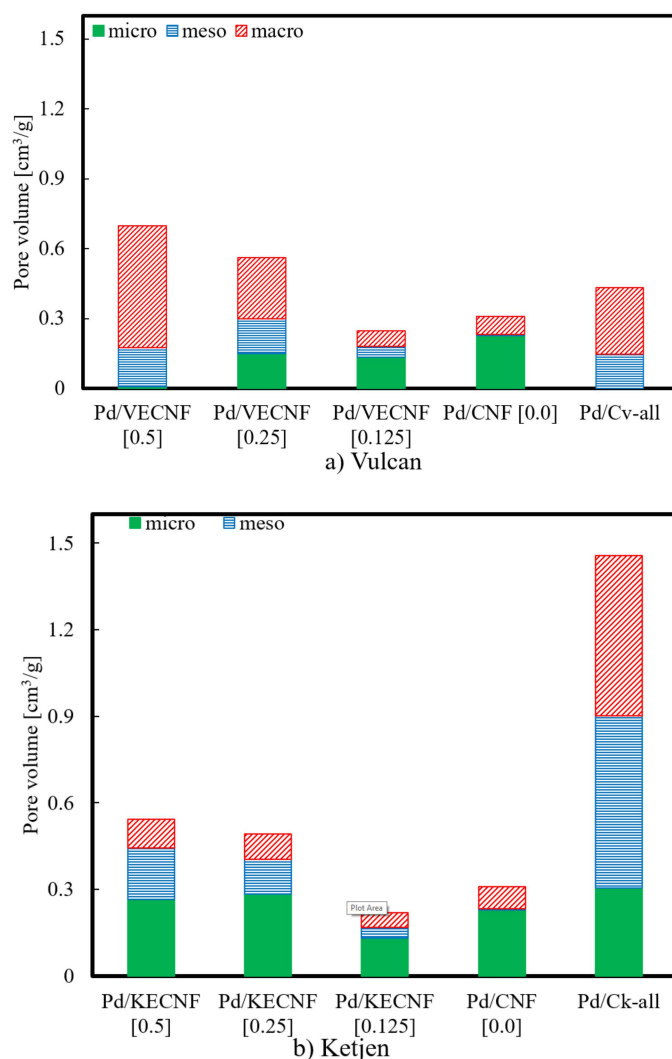 micro meso macro
1.5
1.2
0.9
0.6
0.3
0
Pore volume [cm³/g]
Pd/VECNF [0.5]
Pd/VECNF [0.25]
Pd/VECNF [0.125]
Pd/CNF [0.0]
Pd/Cv-all
a) Vulcan
micro meso
1.5
1.2
0.9
0.6
0.3
0
Pore volume [cm³/g]
Plot Area
Pd/KECNF [0.5]
Pd/KECNF [0.25]
Pd/KECNF [0.125]
Pd/CNF [0.0]
Pd/Ck-all
b) Ketjen